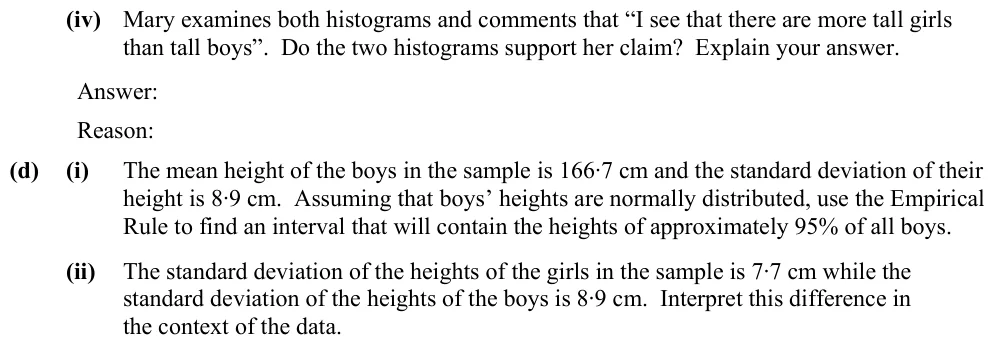 (iv) Mary examines both histograms and comments that “I see that there are more tall girls
than tall boys”. Do the two histograms support her claim? Explain your answer.
Answer:
Reason:
(d) (i) The mean height of the boys in the sample is 166·7 cm and the standard deviation of their
height is 8·9 cm. Assuming that boys’ heights are normally distributed, use the Empirical
Rule to find an interval that will contain the heights of approximately 95% of all boys.
(ii) The standard deviation of the heights of the girls in the sample is 7·7 cm while the
standard deviation of the heights of the boys is 8·9 cm. Interpret this difference in
the context of the data.